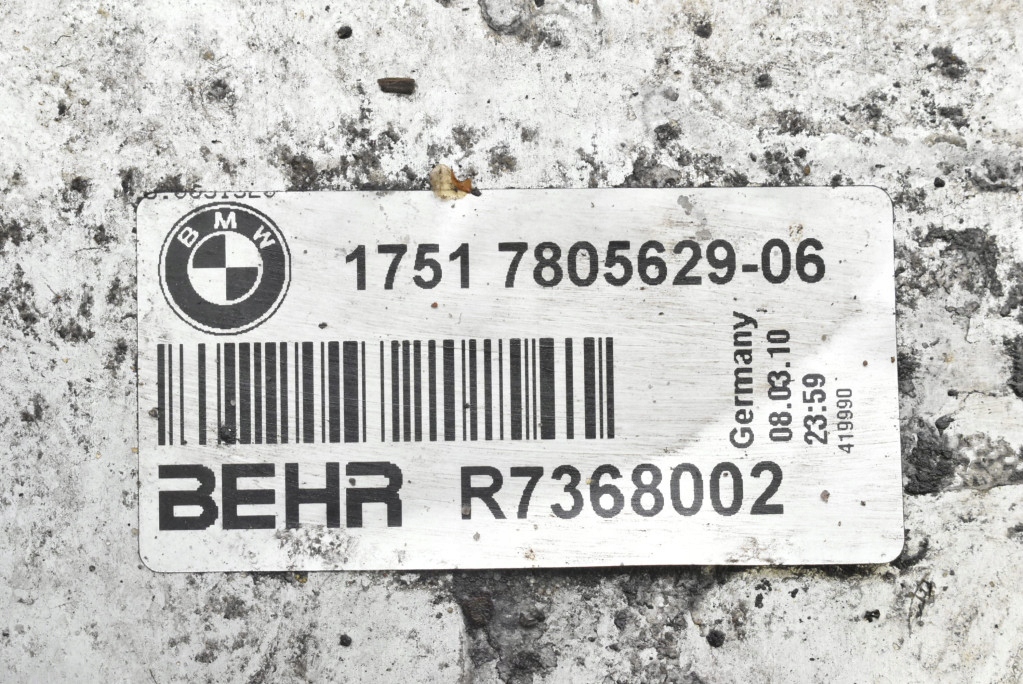 BMW
1751 7805629-06
Germany
08.03.10
23:59
419990
BEHR R7368002